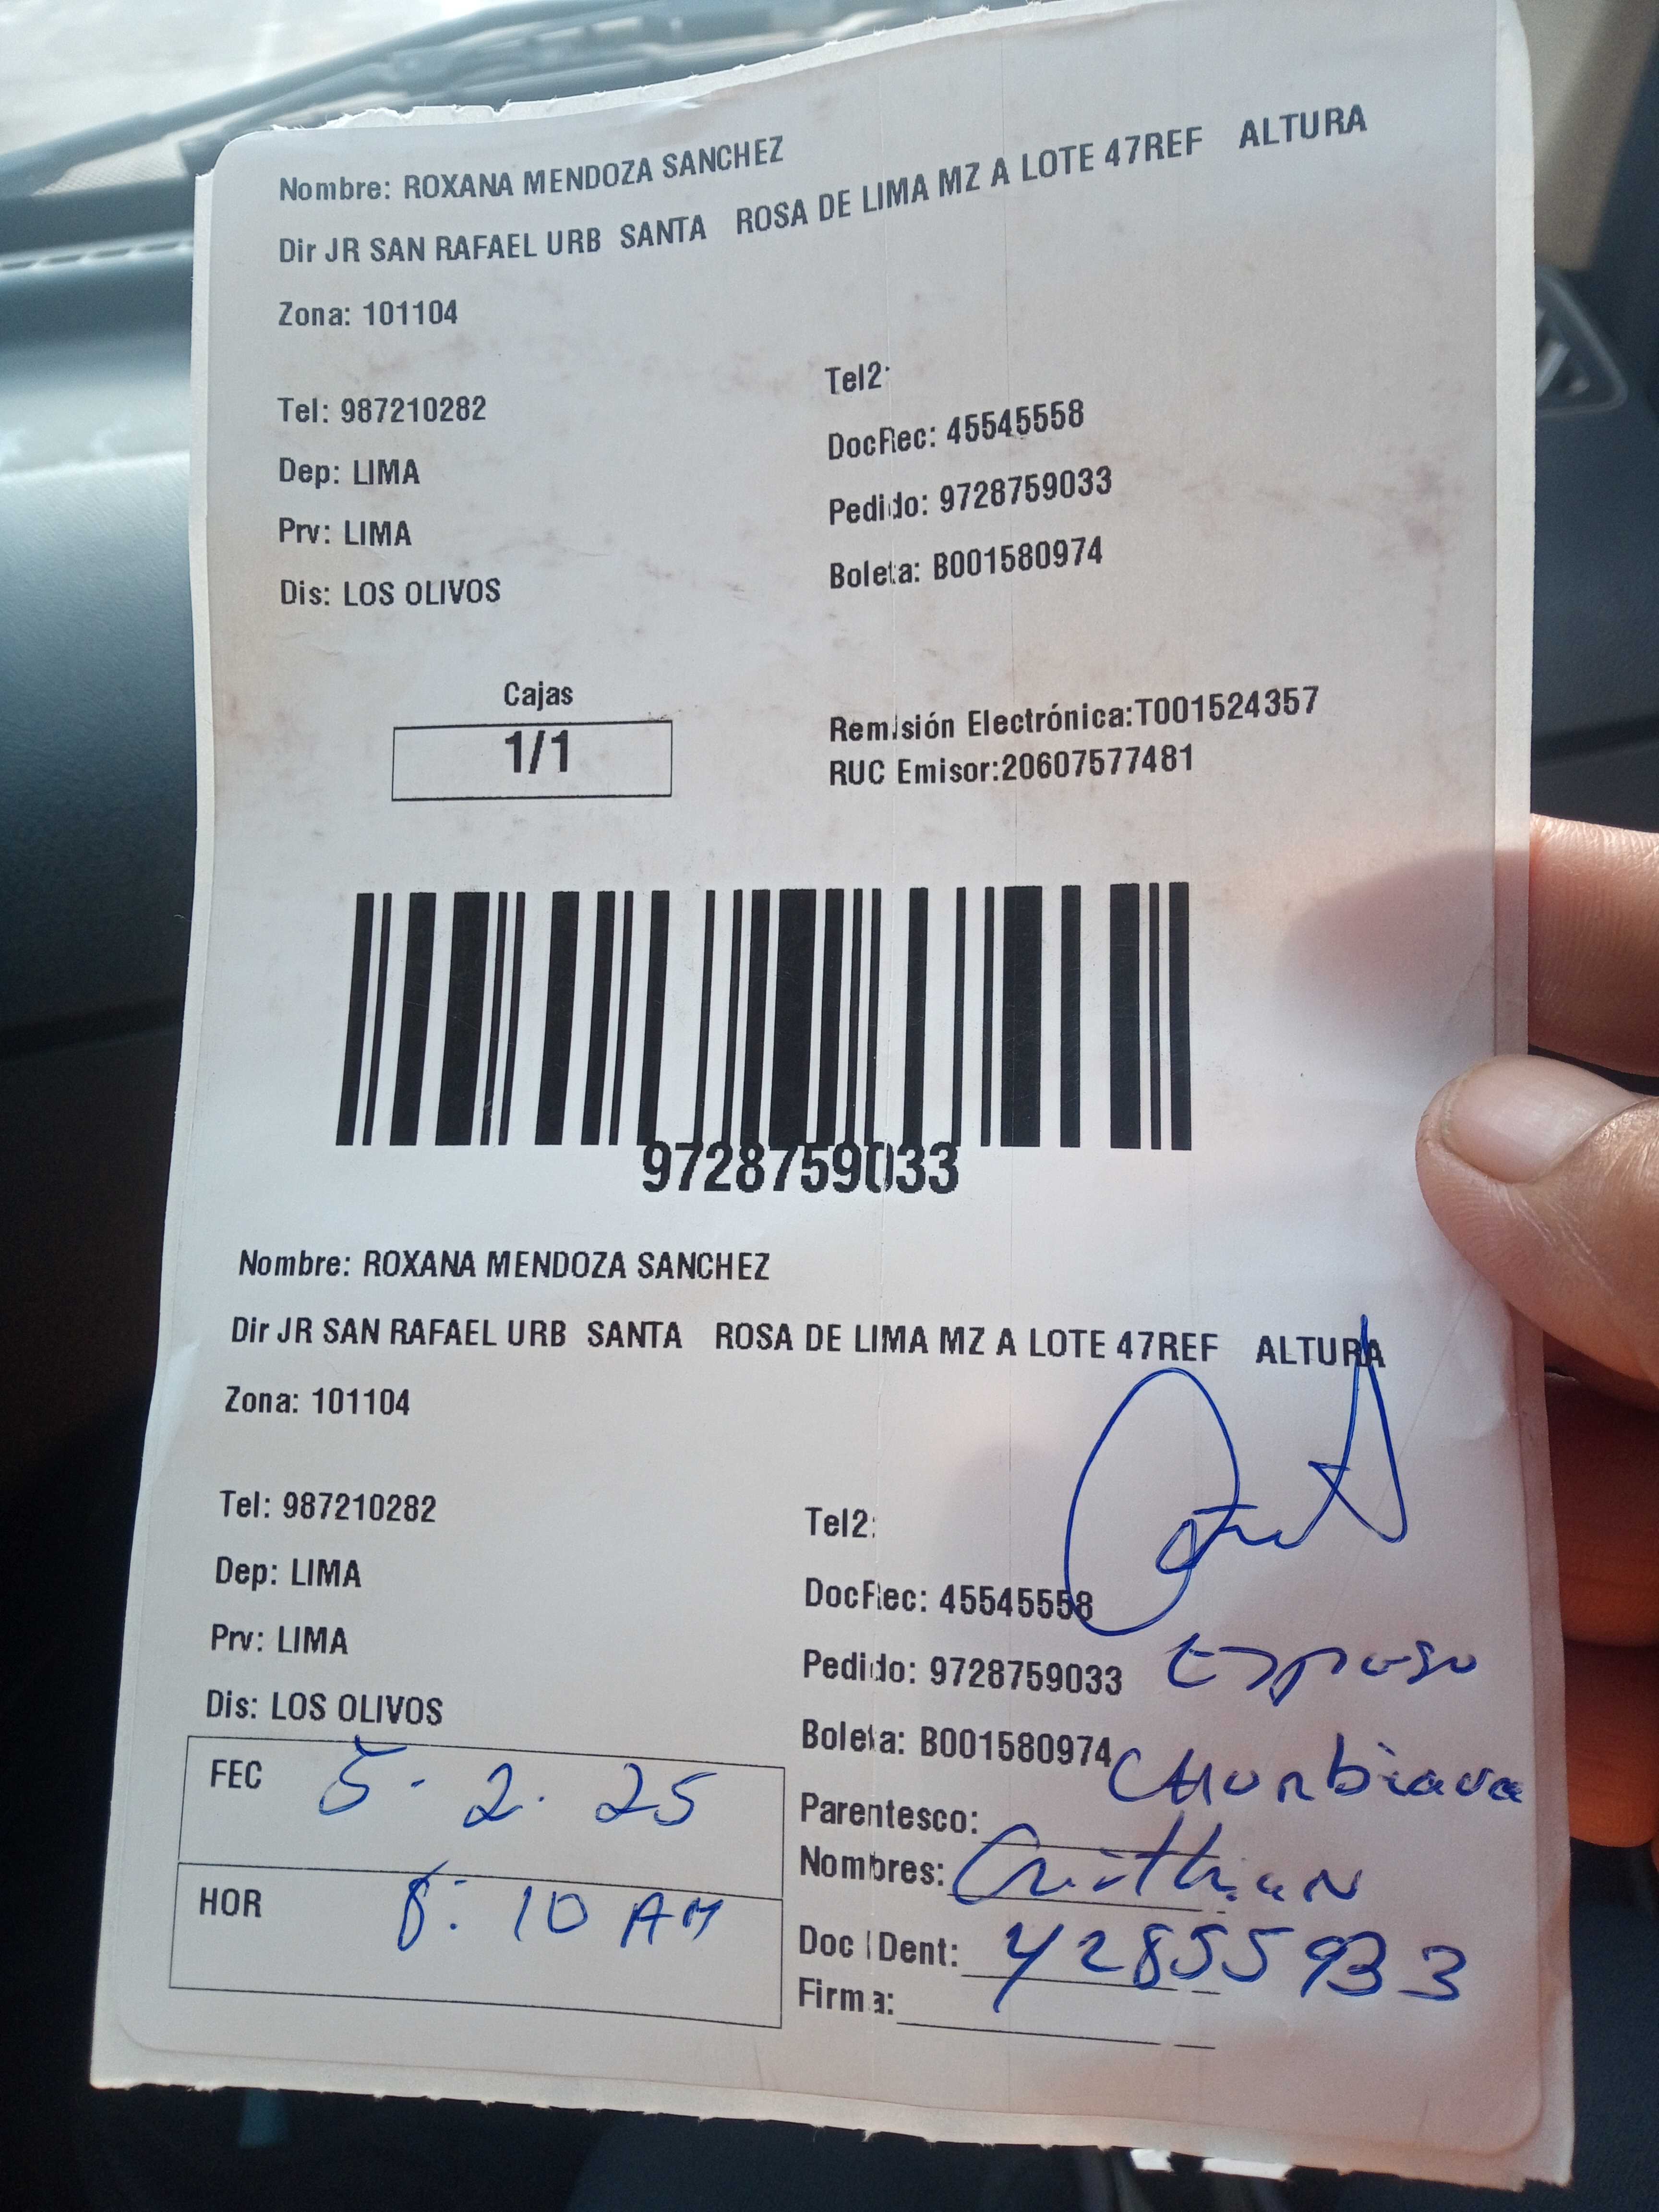 Nombre: ROXANA MENDOZA SANCHEZ
Dir JR SAN RAFAEL URB SANTA ROSA DE LIMA MZ A LOTE 47REF ALTURA
Zona: 101104
Tel: 987210282
Dep: LIMA
Prv: LIMA
Dis: LOS OLIVOS
Tel2:
DocRec: 45545558
Pedido: 9728759033
Boleta: B001580974
Cajas
1/1
Remisión Electrónica:T001524357
RUC Emisor:20607577481
9728759033
Nombre: ROXANA MENDOZA SANCHEZ
Dir JR SAN RAFAEL URB SANTA ROSA DE LIMA MZ A LOTE 47REF ALTURA
Zona: 101104
Tel: 987210282
Dep: LIMA
Prv: LIMA
Dis: LOS OLIVOS
Tel2:
DocRec: 45545558
Pedido: 9728759033
Boleta: B001580974
FEC 5. 2. 25
HOR 8:10 AM
Esposo
Parentesco:
Nombres: Cristhian
Doc IDent: 42855933
Firma: